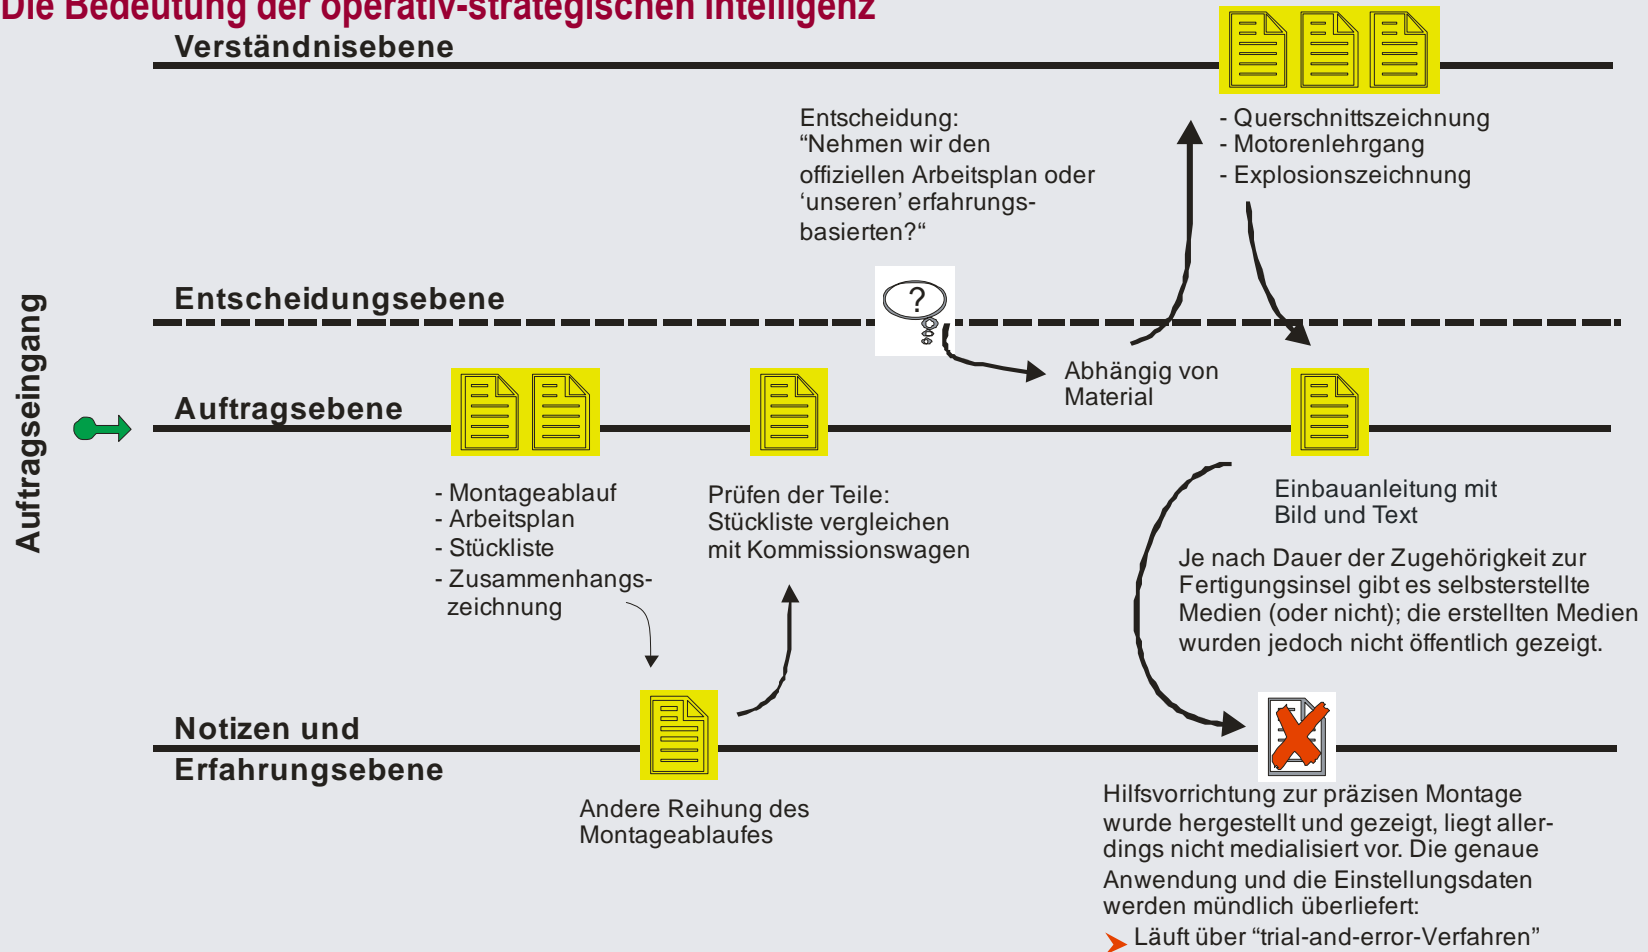 Die Bedeutung der operativ-strategischen Intelligenz
Verständnisebene
- Querschnittszeichnung
- Motorenlehrgang
- Explosionszeichnung
Entscheidung:
“Nehmen wir den
offiziellen Arbeitsplan oder
‘unseren’ erfahrungs-
basierten?“
Auftragseingang
Entscheidungsebene
?
Abhängig von
Material
Auftragsebene
- Montageablauf
- Arbeitsplan
- Stückliste
- Zusammenhangs-
zeichnung
Prüfen der Teile:
Stückliste vergleichen
mit Kommissionswagen
Einbauanleitung mit
Bild und Text
Je nach Dauer der Zugehörigkeit zur
Fertigungsinsel gibt es selbsterstellte
Medien (oder nicht); die erstellten Medien
wurden jedoch nicht öffentlich gezeigt.
Notizen und
Erfahrungsebene
Andere Reihung des
Montageablaufes
Hilfsvorrichtung zur präzisen Montage
wurde hergestellt und gezeigt, liegt aller-
dings nicht medialisiert vor. Die genaue
Anwendung und die Einstellungsdaten
werden mündlich überliefert:
Läuft über “trial-and-error-Verfahren”